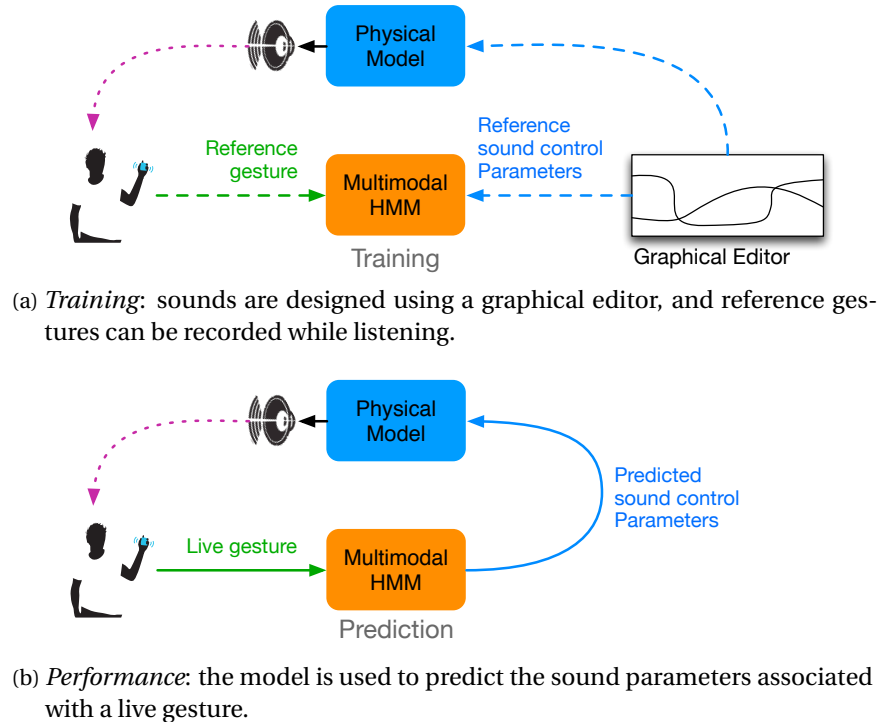 Physical
Model
Reference
gesture
Reference
sound control
Parameters
Multimodal
HMM
Training
Graphical Editor
(a) Training: sounds are designed using a graphical editor, and reference ges-
tures can be recorded while listening.
Physical
Model
Predicted
sound control
Parameters
Live gesture
Multimodal
HMM
Prediction
(b) Performance: the model is used to predict the sound parameters associated
with a live gesture.